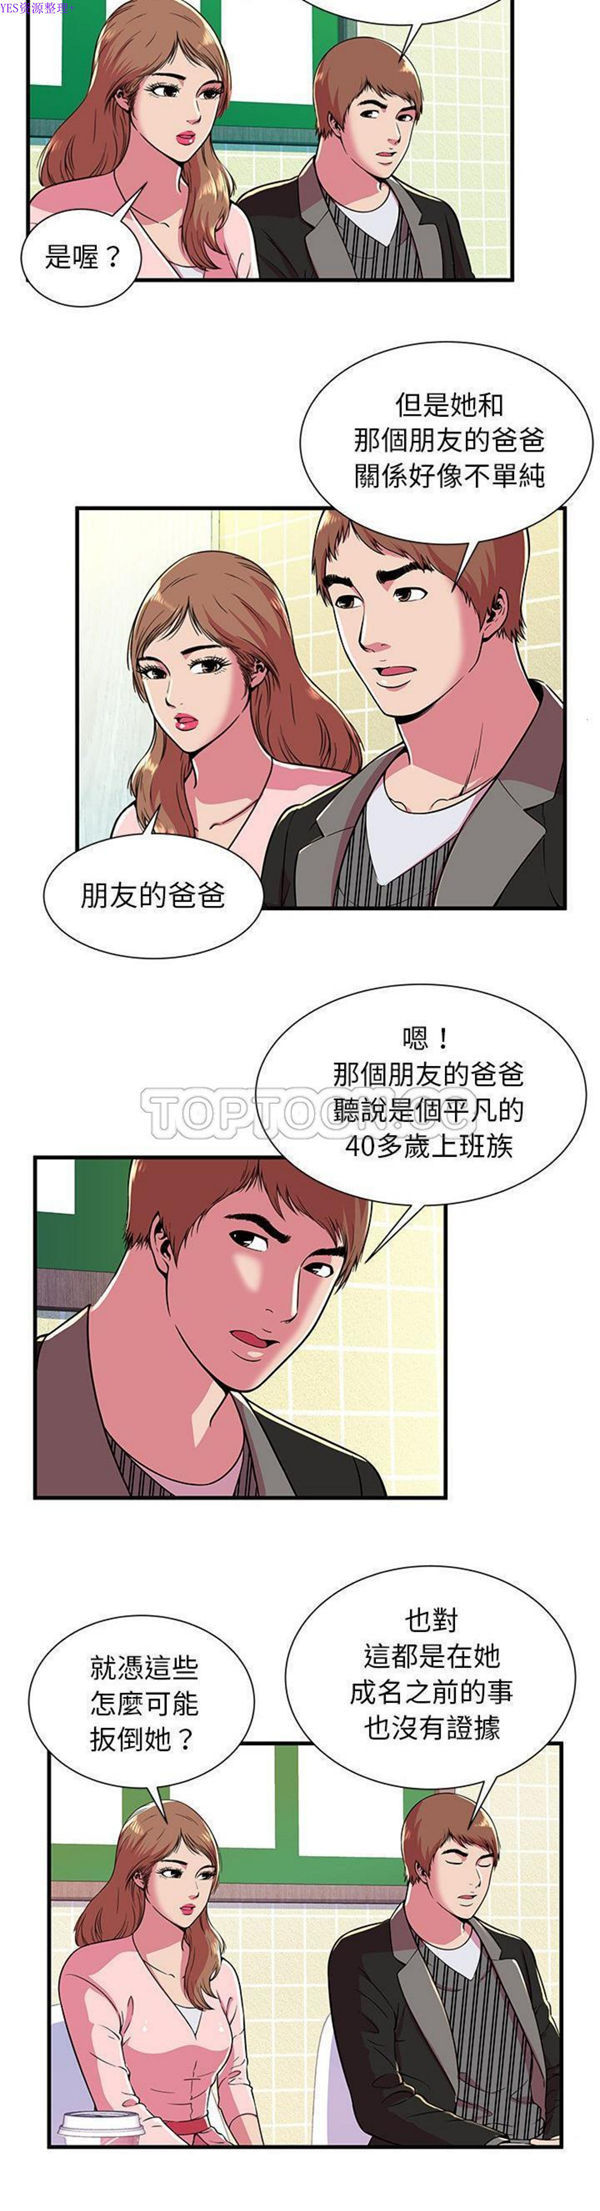 YES资源整理
是喔？
但是她和
那個朋友的爸爸
關係好像不單純
朋友的爸爸
嗯！
那個朋友的爸爸
聽說是個平凡的
40多歲上班族
TOPTOON.CC
就憑這些
怎麼可能
扳倒她？
也對
這都是在她
成名之前的事
也沒有證據